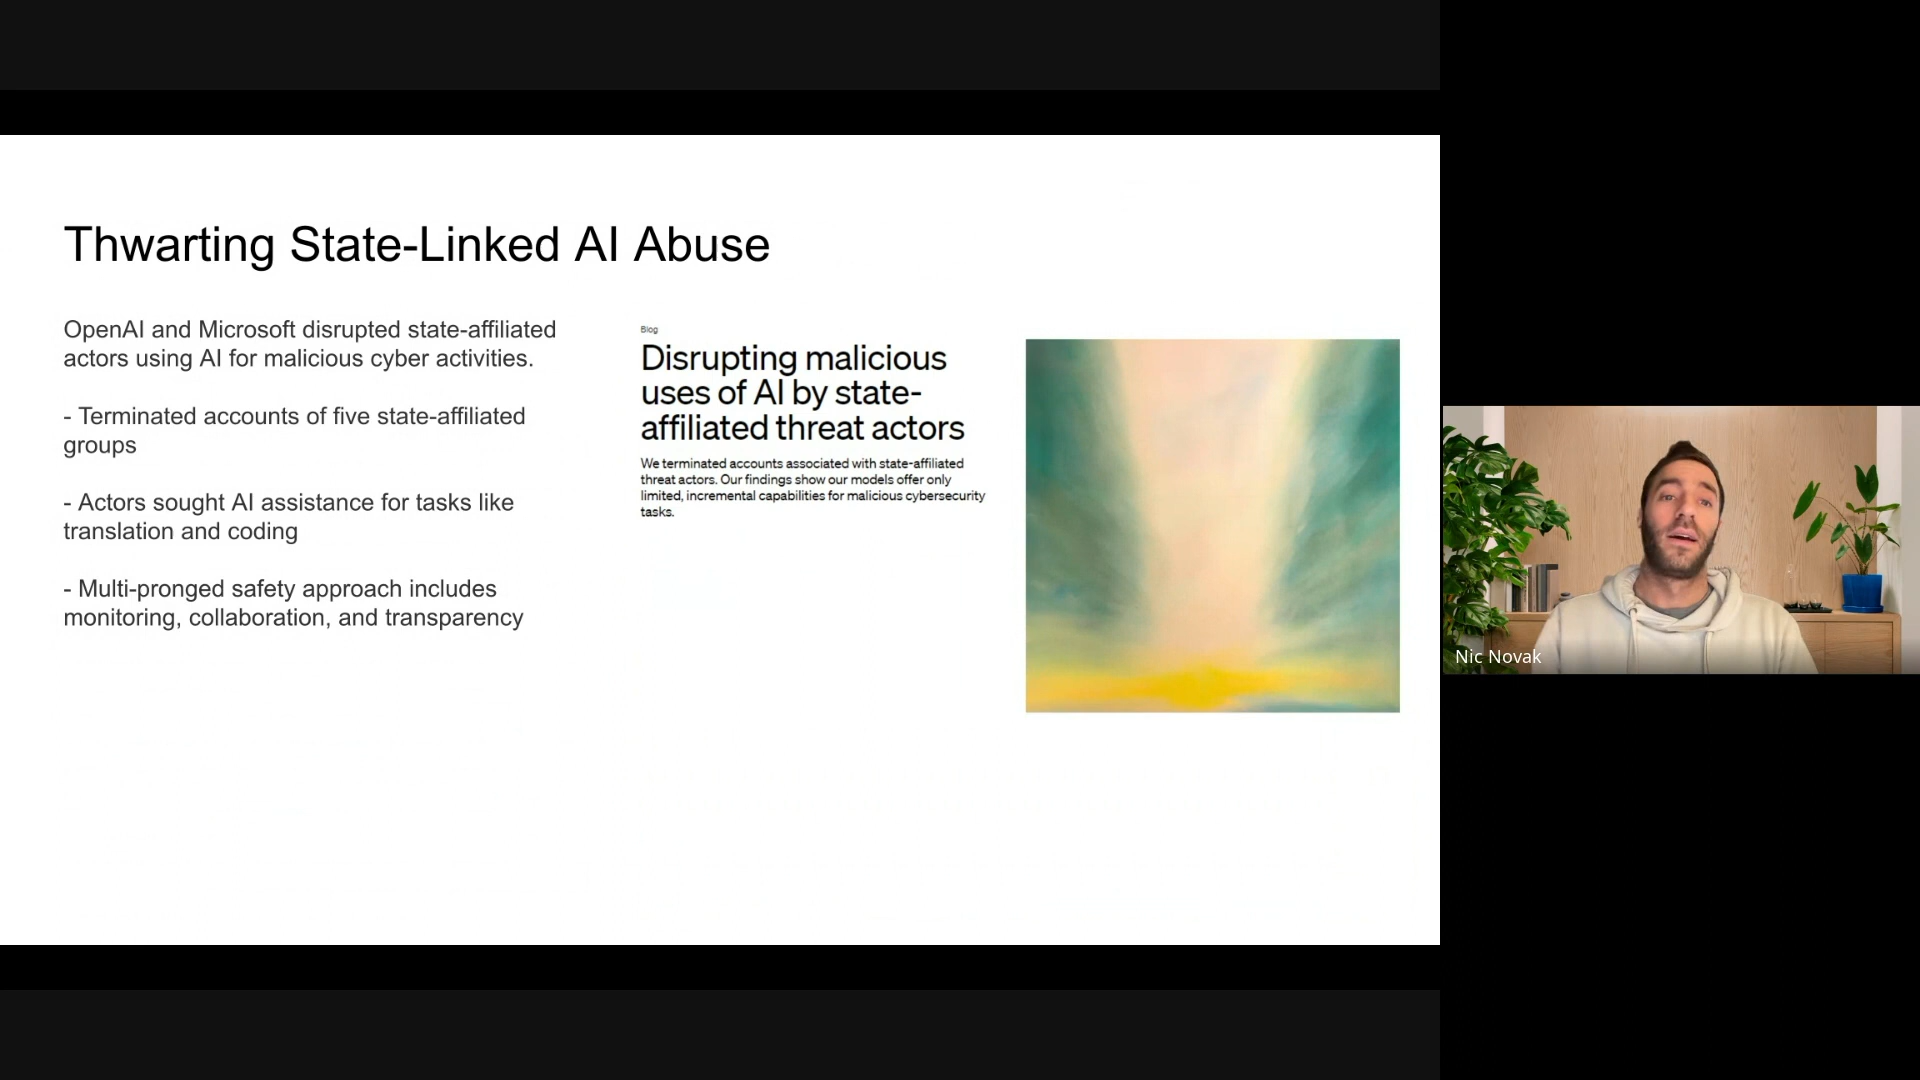 Thwarting State-Linked AI Abuse
OpenAI and Microsoft disrupted state-affiliated
actors using AI for malicious cyber activities.
- Terminated accounts of five state-affiliated
groups
- Actors sought AI assistance for tasks like
translation and coding
- Multi-pronged safety approach includes
monitoring, collaboration, and transparency
Blog
Disrupting malicious
uses of AI by state-
affiliated threat actors
We terminated accounts associated with state-affiliated
threat actors. Our findings show our models offer only
limited, incremental capabilities for malicious cybersecurity
tasks.
Nic Novak